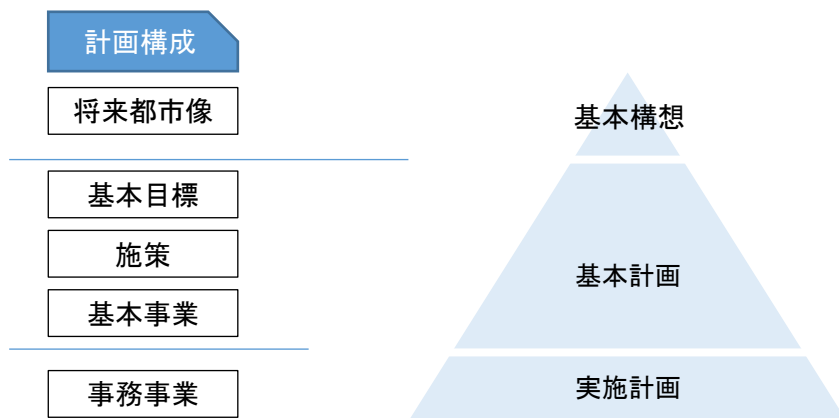 計画構成
将来都市像
基本構想
基本目標
施策
基本計画
基本事業
事務事業
実施計画